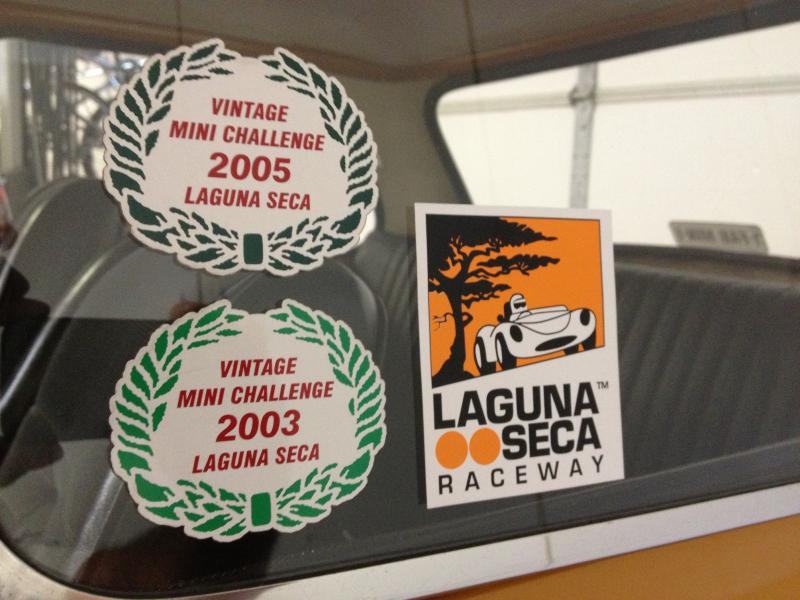 VINTAGE
MINI CHALLENGE
2005
LAGUNA SECA
VINTAGE
MINI CHALLENGE
2003
LAGUNA SECA
LAGUNA™
SECA
RACEWAY